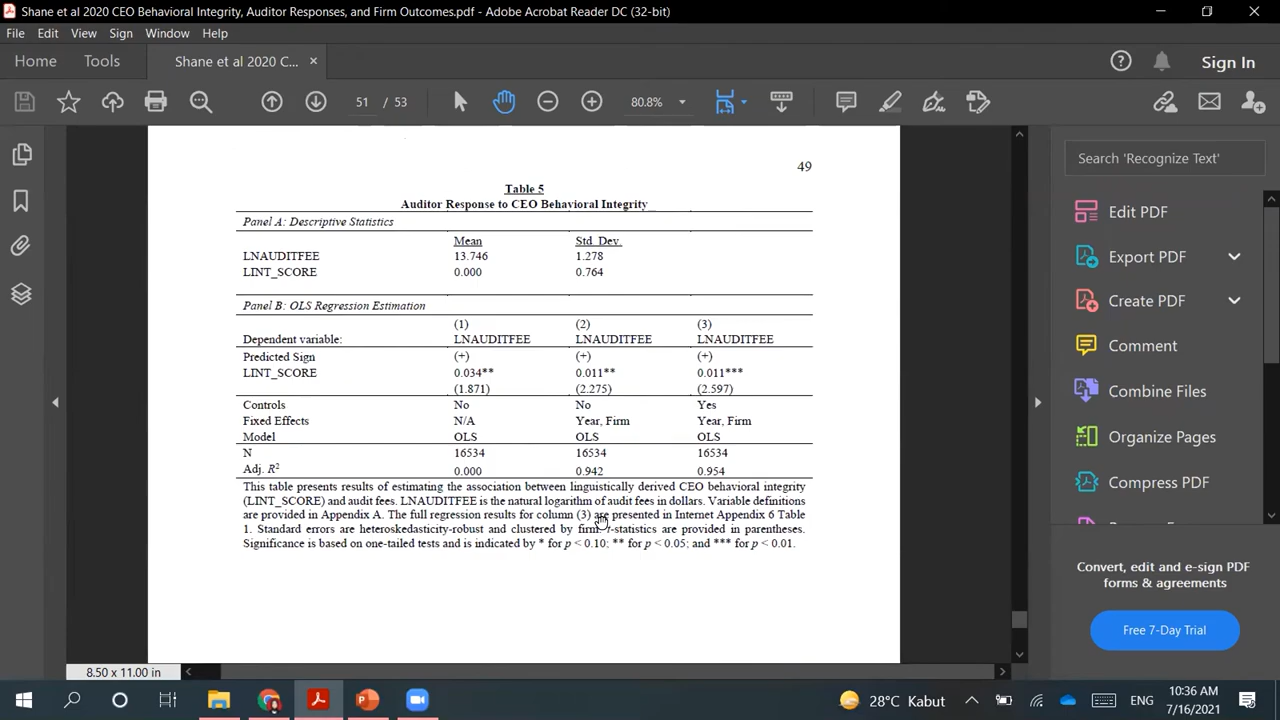 Shane et al 2020 CEO Behavioral Integrity, Auditor Responses, and Firm Outcomes.pdf - Adobe Acrobat Reader DC (32-bit)
File Edit View Sign Window Help
Home Tools Shane et al 2020 C... × Sign In
51 / 53 80.8%
49
Table 5
Auditor Response to CEO Behavioral Integrity
Panel A: Descriptive Statistics
Mean Std. Dev.
LNAUDITFEE 13.746 1.278
LINT_SCORE 0.000 0.764
Panel B: OLS Regression Estimation
(1) (2) (3)
Dependent variable: LNAUDITFEE LNAUDITFEE LNAUDITFEE
Predicted Sign (+) (+) (+)
LINT_SCORE 0.034** 0.011** 0.011***
(1.871) (2.275) (2.597)
Controls No No Yes
Fixed Effects N/A Year, Firm Year, Firm
Model OLS OLS OLS
N 16534 16534 16534
Adj. R² 0.000 0.942 0.954
This table presents results of estimating the association between linguistically derived CEO behavioral integrity
(LINT_SCORE) and audit fees. LNAUDITFEE is the natural logarithm of audit fees in dollars. Variable definitions
are provided in Appendix A. The full regression results for column (3) are presented in Internet Appendix 6 Table
1. Standard errors are heteroskedasticity-robust and clustered by firm. t-statistics are provided in parentheses.
Significance is based on one-tailed tests and is indicated by * for p < 0.10; ** for p < 0.05; and *** for p < 0.01.
8.50 x 11.00 in
Search 'Recognize Text'
Edit PDF
Export PDF
Create PDF
Comment
Combine Files
Organize Pages
Compress PDF
Convert, edit and e-sign PDF
forms & agreements
Free 7-Day Trial
28°C Kabut ENG 10:36 AM
7/16/2021